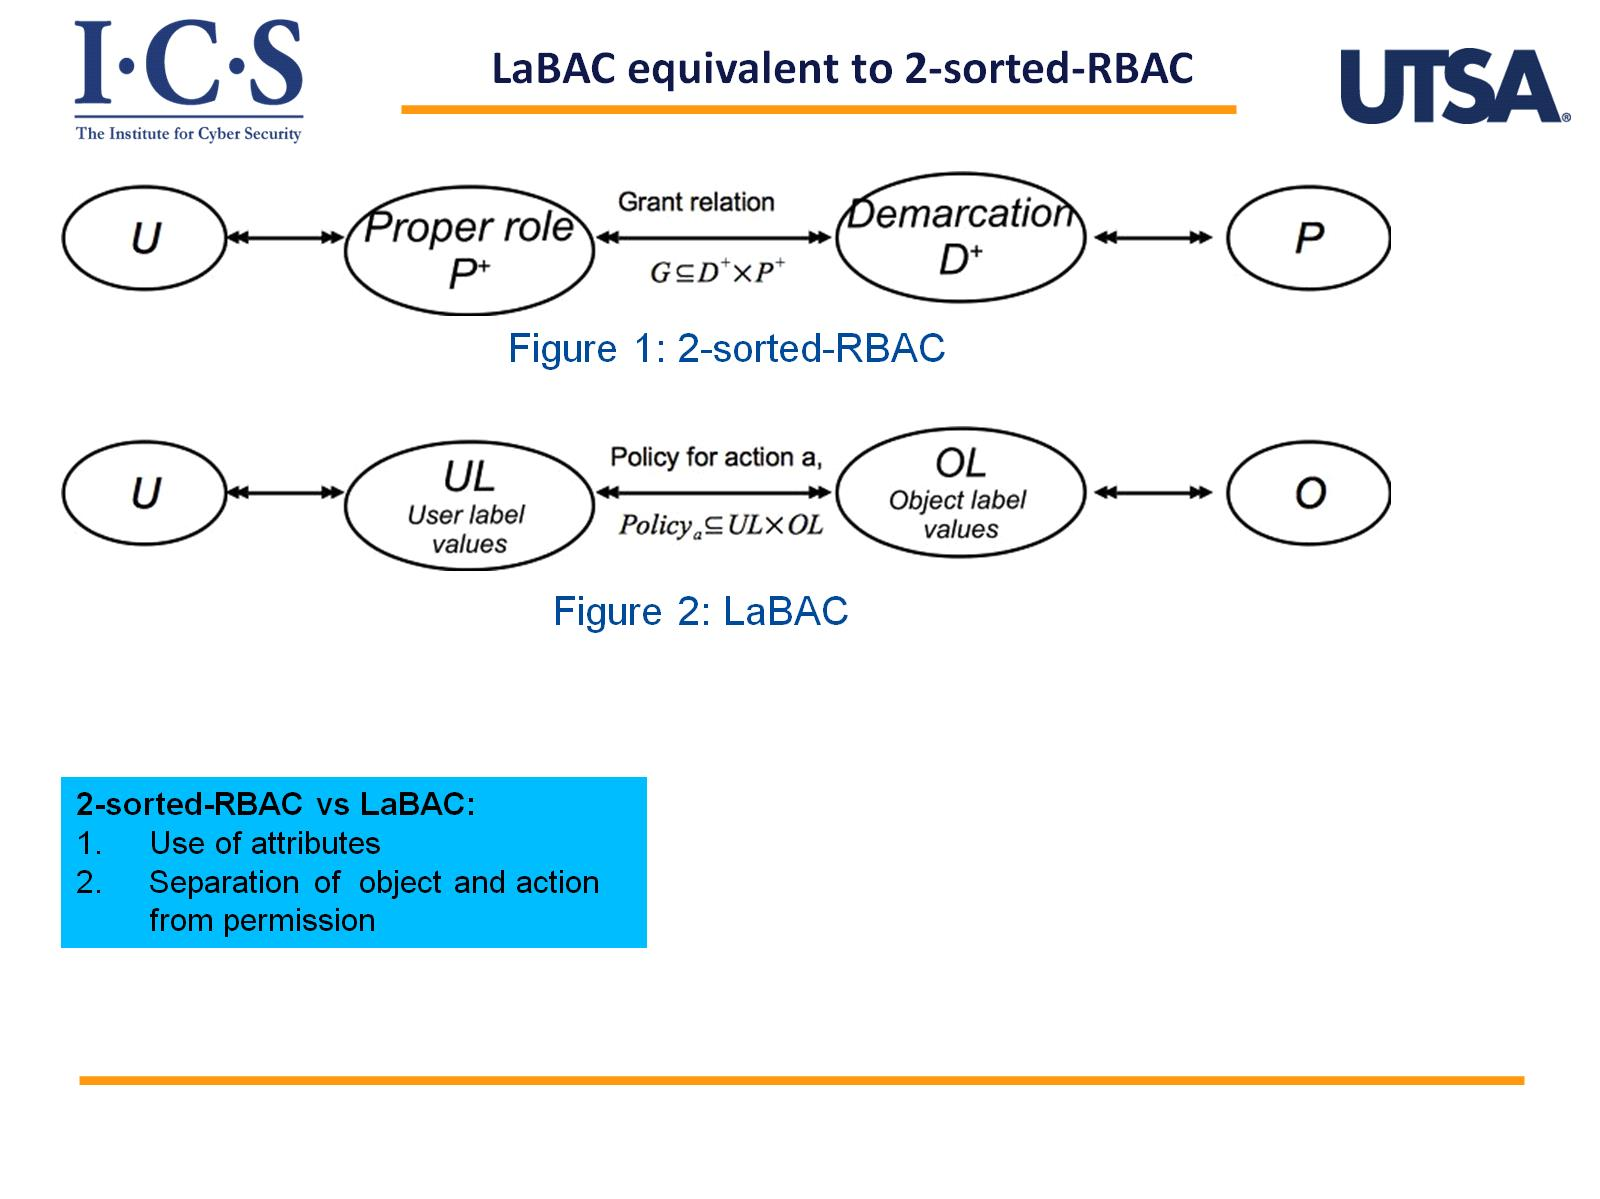 I·C·S
The Institute for Cyber Security
LaBAC equivalent to 2-sorted-RBAC
UTSA®
U
Proper role
P⁺
Grant relation
G⊆D⁺×P⁺
Demarcation
D⁺
P
Figure 1: 2-sorted-RBAC
U
UL
User label
values
Policy for action a,
Policyₐ⊆UL×OL
OL
Object label
values
O
Figure 2: LaBAC
2-sorted-RBAC vs LaBAC:
1. Use of attributes
2. Separation of object and action
from permission